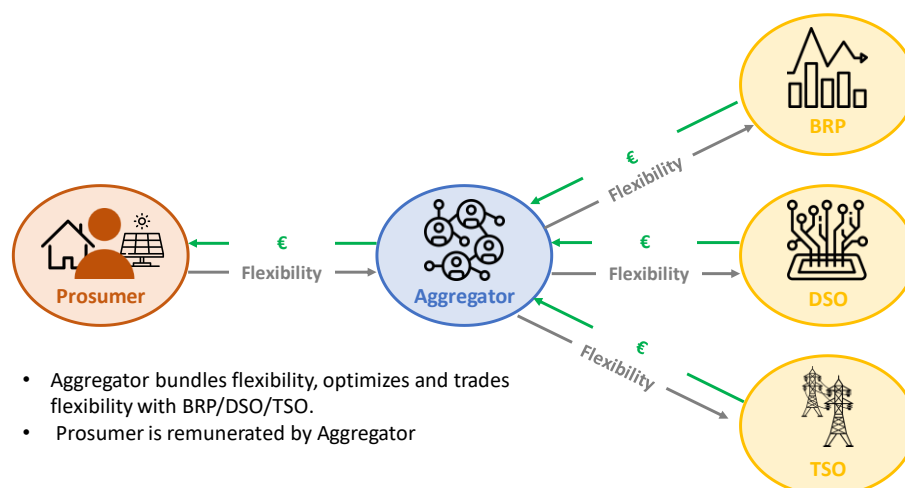 BRP
€
Flexibility
€
Flexibility
Prosumer
€
Flexibility
Aggregator
DSO
€
Flexibility
TSO
• Aggregator bundles flexibility, optimizes and trades
flexibility with BRP/DSO/TSO.
• Prosumer is remunerated by Aggregator